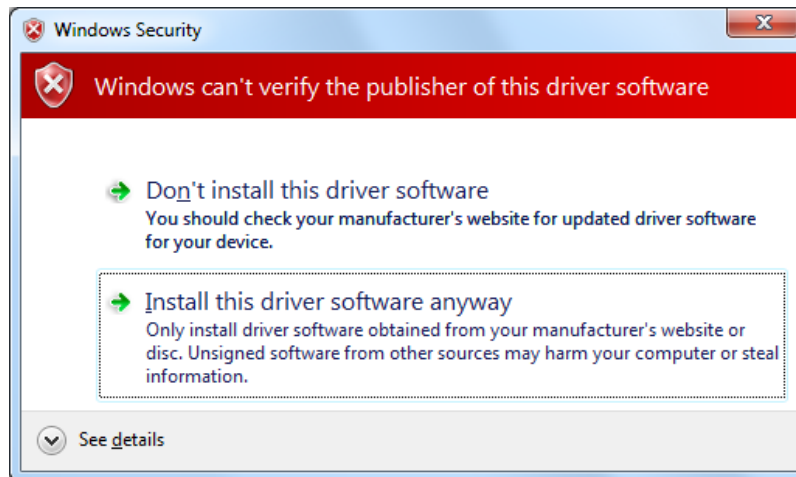 Windows Security
Windows can't verify the publisher of this driver software
Don't install this driver software
You should check your manufacturer's website for updated driver software
for your device.
Install this driver software anyway
Only install driver software obtained from your manufacturer's website or
disc. Unsigned software from other sources may harm your computer or steal
information.
See details